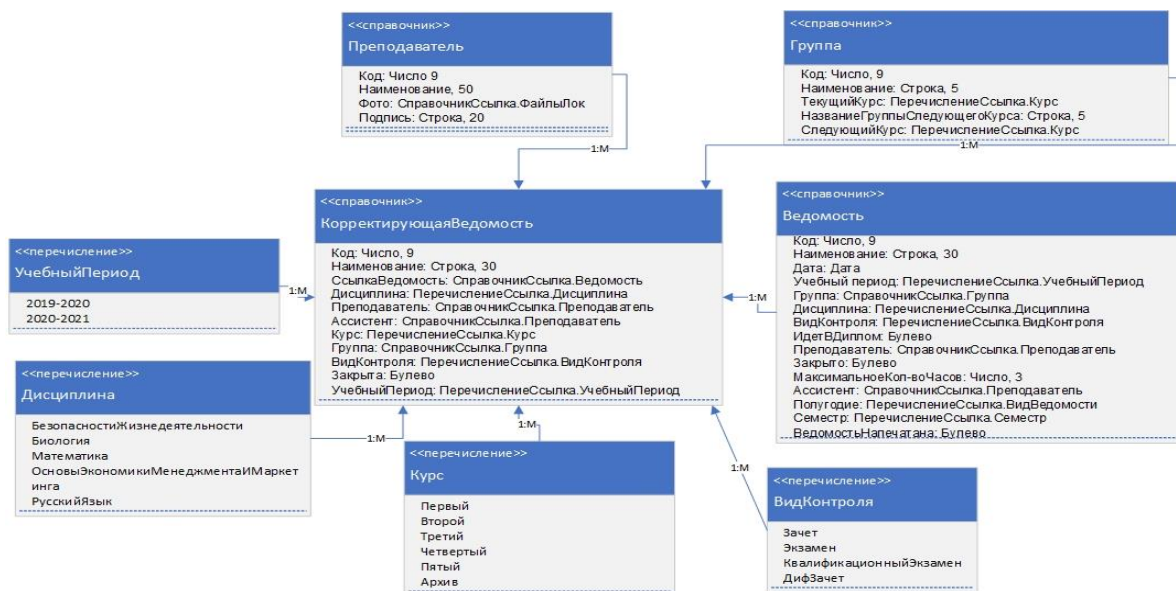 <<справочник>>
Преподаватель
Код: Число 9
Наименование, 50
Фото: СправочникСсылка.ФайлыЛок
Подпись: Строка, 20
<<справочник>>
Группа
Код: Число, 9
Наименование: Строка, 5
ТекущийКурс: ПеречислениеСсылка.Курс
НазваниеГруппыСледующегоКурса: Строка, 5
СледующийКурс: ПеречислениеСсылка.Курс
1:М
1:М
<<справочник>>
КорректирующаяВедомость
Код: Число, 9
Наименование: Строка, 30
СсылкаВедомость: СправочникСсылка.Ведомость
Дисциплина: ПеречислениеСсылка.Дисциплина
Преподаватель: СправочникСсылка.Преподаватель
Ассистент: СправочникСсылка.Преподаватель
Курс: ПеречислениеСсылка.Курс
Группа: СправочникСсылка.Группа
ВидКонтроля: ПеречислениеСсылка.ВидКонтроля
Закрыта: Булево
УчебныйПериод: ПеречислениеСсылка.УчебныйПериод
<<справочник>>
Ведомость
Код: Число, 9
Наименование: Строка, 30
Дата: Дата
Учебный период: ПеречислениеСсылка.УчебныйПериод
Группа: СправочникСсылка.Группа
Дисциплина: ПеречислениеСсылка.Дисциплина
ВидКонтроля: ПеречислениеСсылка.ВидКонтроля
ИдетВДиплом: Булево
Преподаватель: СправочникСсылка.Преподаватель
Закрыто: Булево
МаксимальноеКол-воЧасов: Число, 3
Ассистент: СправочникСсылка.Преподаватель
Полугодие: ПеречислениеСсылка.ВидВедомости
Семестр: ПеречислениеСсылка.Семестр
ВедомостьНапечатана: Булево
<<перечисление>>
УчебныйПериод
2019-2020
2020-2021
1:М
1:М
<<перечисление>>
Дисциплина
БезопасностиЖизнедеятельности
Биология
Математика
ОсновыЭкономикиМенеджментаИМаркет
инга
РусскийЯзык
1:М
1:М
1:М
<<перечисление>>
Курс
Первый
Второй
Третий
Четвертый
Пятый
Архив
<<перечисление>>
ВидКонтроля
Зачет
Экзамен
КвалификационныйЭкзамен
ДифЗачет